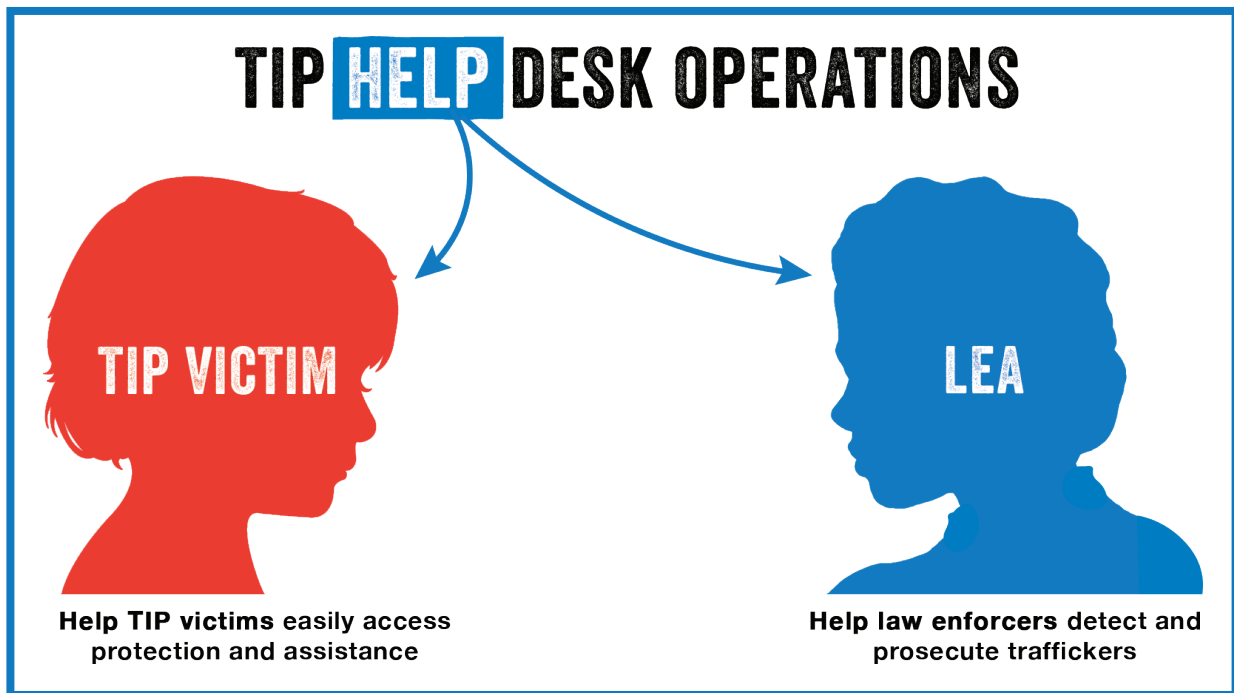 TIP HELP DESK OPERATIONS
TIP VICTIM
LEA
Help TIP victims easily access
protection and assistance
Help law enforcers detect and
prosecute traffickers